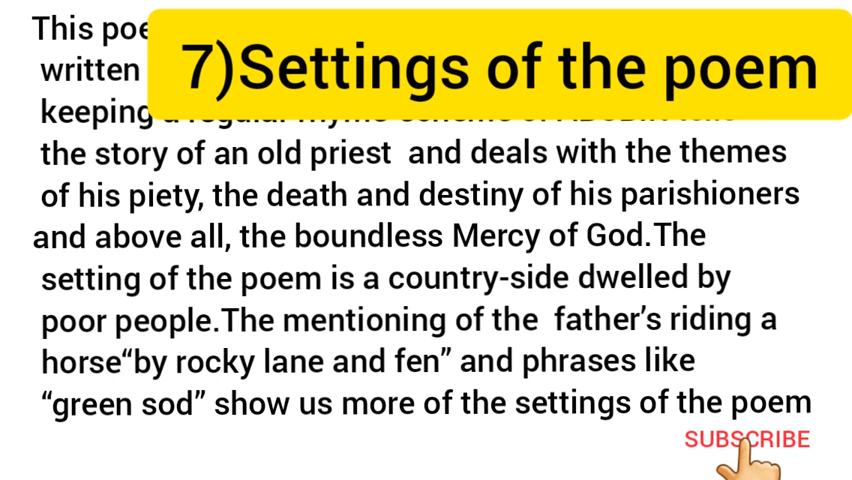 7)Settings of the poem
This
written
keeping a regular
the story of an old priest and deals with the themes
of his piety, the death and destiny of his parishioners
and above all, the boundless Mercy of God.The
setting of the poem is a country-side dwelled by
poor people.The mentioning of the father's riding a
horse“by rocky lane and fen” and phrases like
“green sod” show us more of the settings of the poem
SUBSCRIBE